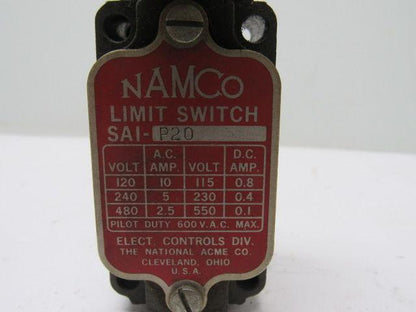 NAMCO
LIMIT SWITCH
SAI-P20
VOLT A.C. AMP. VOLT D.C. AMP.
120 10 115 0.8
240 5 230 0.4
480 2.5 550 0.1
PILOT DUTY 600 V.A.C. MAX.
ELECT. CONTROLS DIV.
THE NATIONAL ACME CO.
CLEVELAND, OHIO
U.S.A.